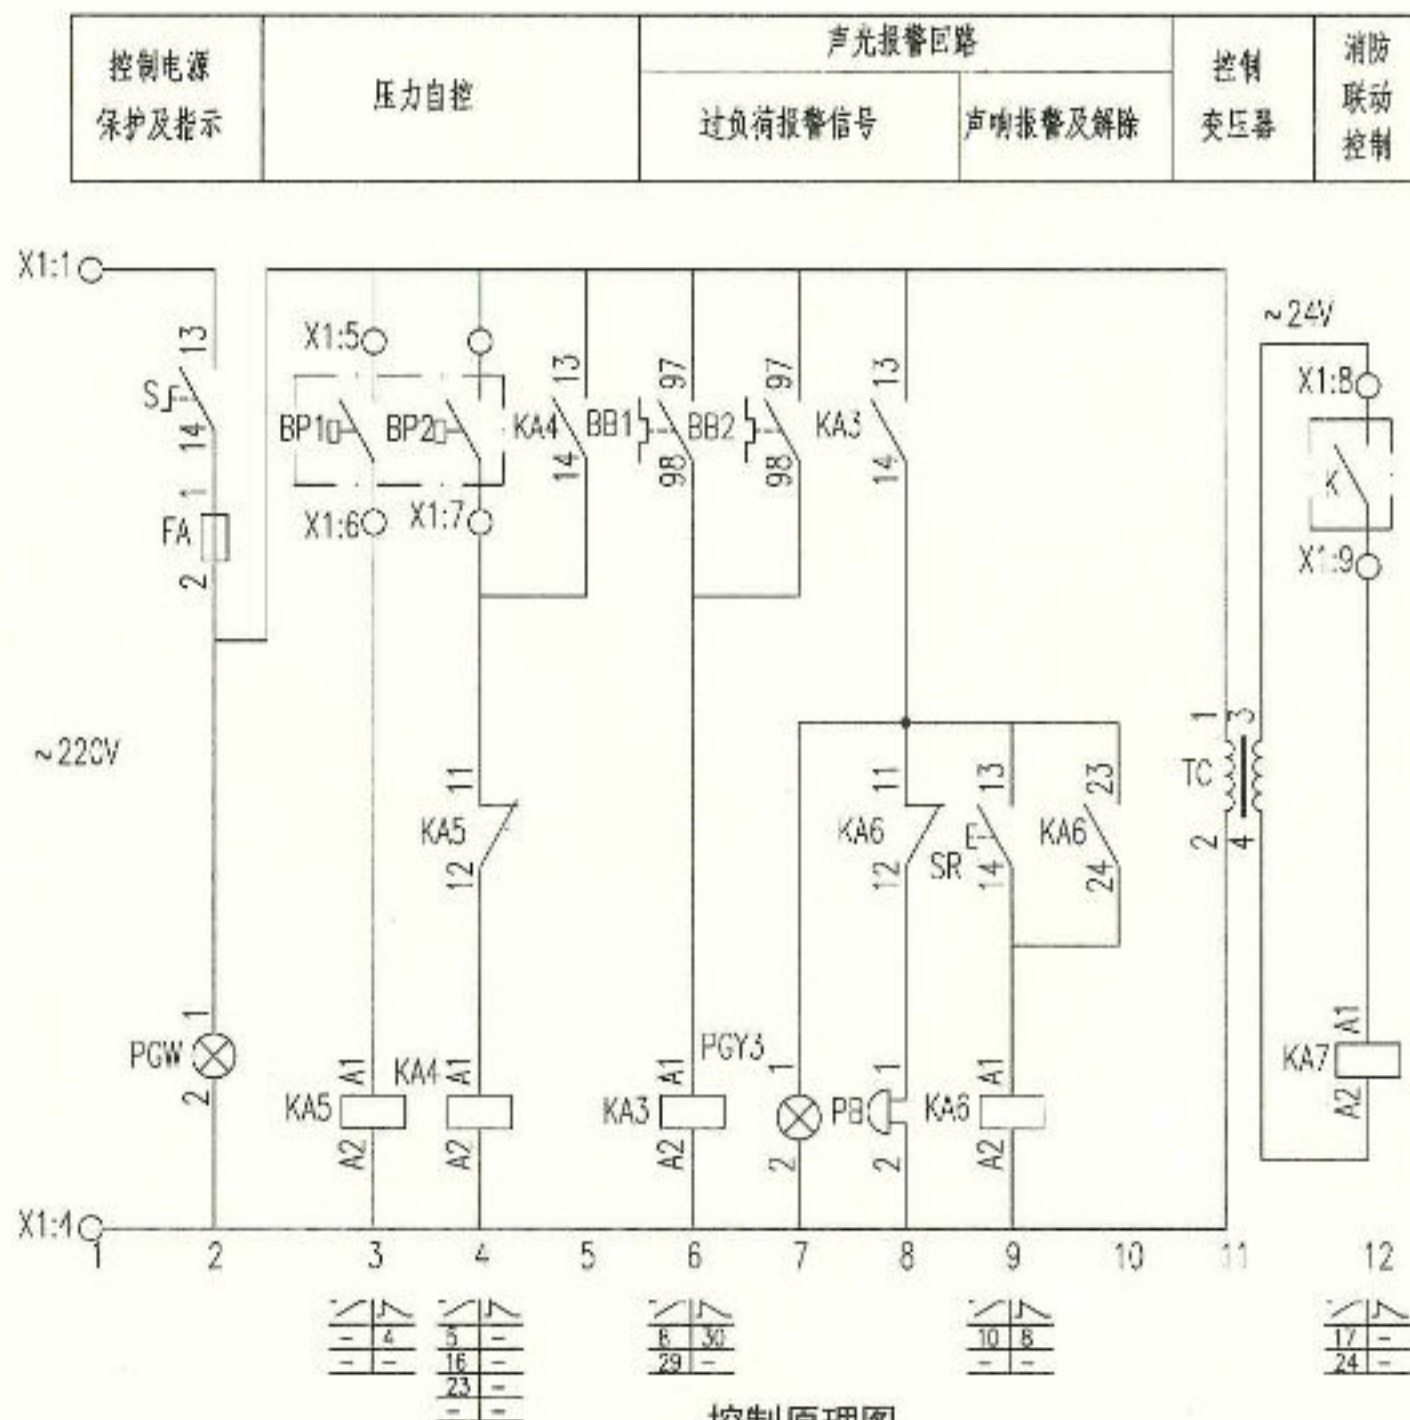 控制电源
保护及指示
压力自控
声光报警回路
过负荷报警信号
声响报警及解除
控制
变压器
消防
联动
控制
X1:1
~24V
13
S
14
X1:5
BP1
BP2
13
KA4
14
97
BB1
98
97
BB2
98
13
KA3
14
X1:8
K
1
FA
2
X1:6
X1:7
X1:9
~220V
11
KA5
12
11
KA6
12
13
SR
14
23
KA6
24
1
3
TC
2
4
1
PGW
2
A1
KA5
A2
A1
KA4
A2
A1
KA3
A2
PGY3
1
2
1
PB
2
A1
KA6
A2
A1
KA7
A2
X1:4
1 2 3 4 5 6 7 8 9 10 11 12
- 4
- -
5 -
16 -
23 -
- -
8 30
29 -
10 8
- -
17 -
24 -
控制原理图